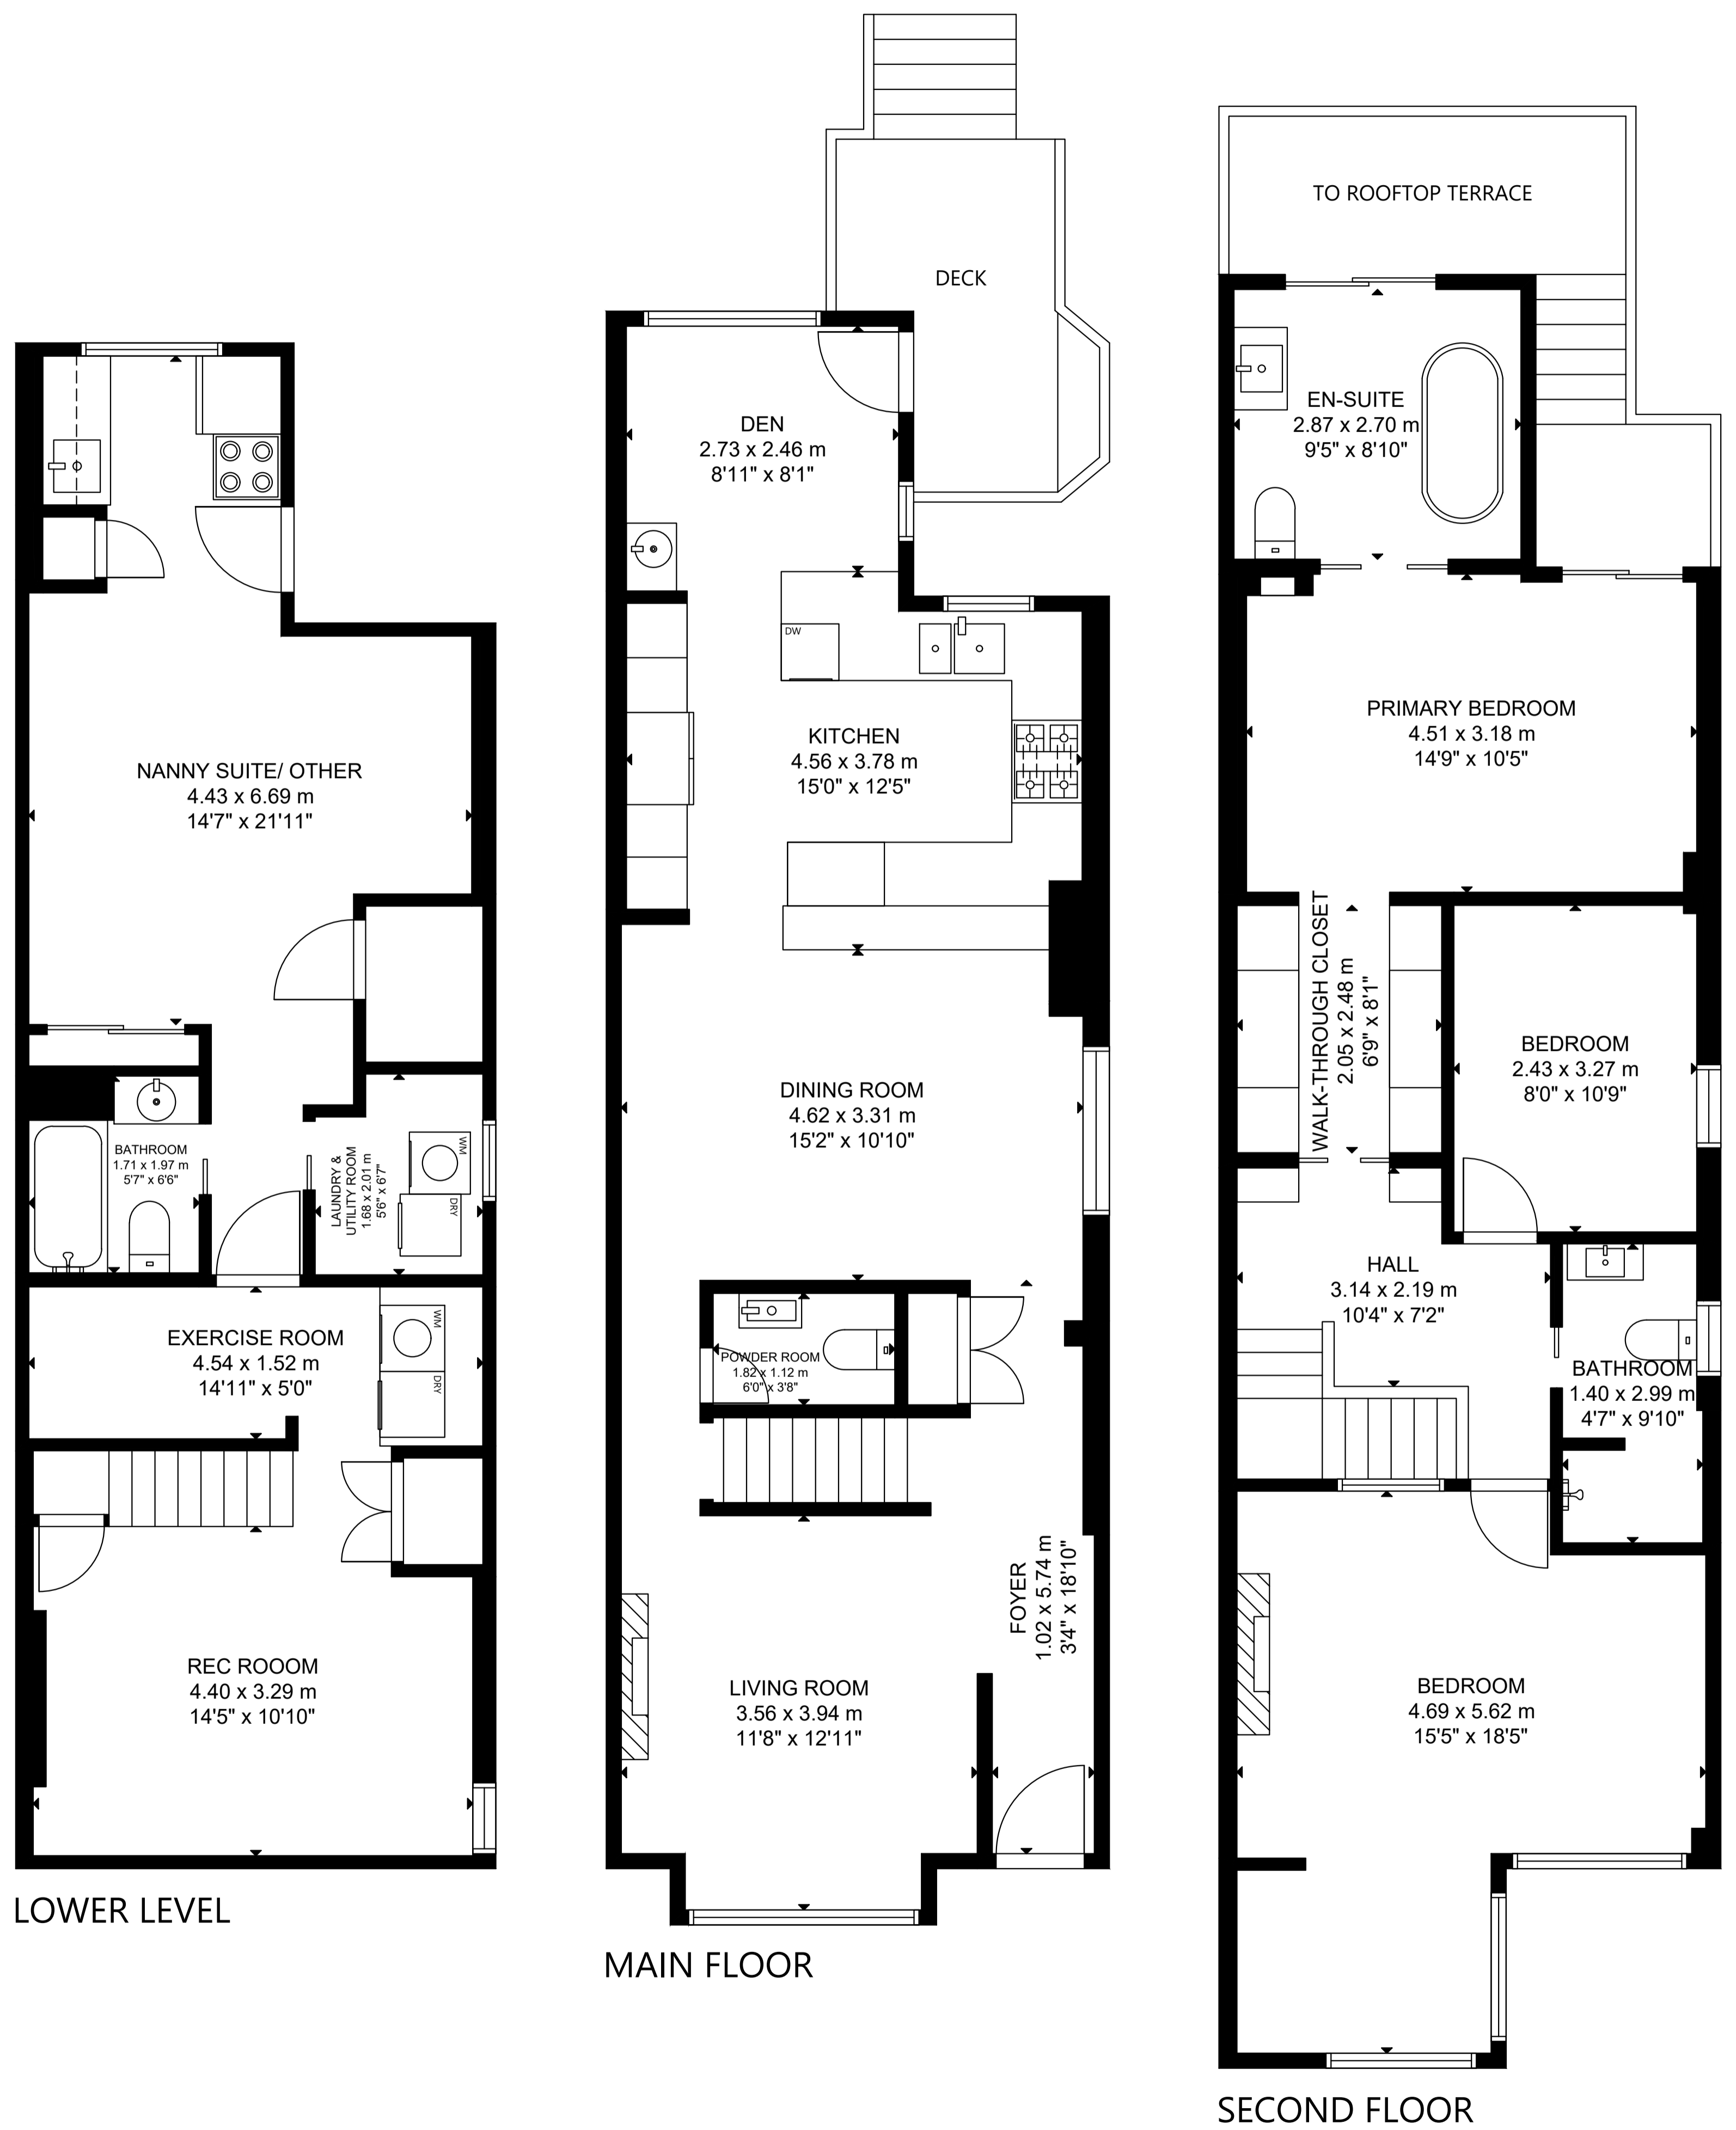 NANNY SUITE/ OTHER
4.43 x 6.69 m
14'7" x 21'11"
BATHROOM
1.71 x 1.97 m
5'7" x 6'6"
LAUNDRY &
UTILITY ROOM
1.68 x 2.01 m
5'6" x 6'7"
WM
DRY
EXERCISE ROOM
4.54 x 1.52 m
14'11" x 5'0"
WM
DRY
REC ROOOM
4.40 x 3.29 m
14'5" x 10'10"
LOWER LEVEL
DECK
DEN
2.73 x 2.46 m
8'11" x 8'1"
DW
KITCHEN
4.56 x 3.78 m
15'0" x 12'5"
DINING ROOM
4.62 x 3.31 m
15'2" x 10'10"
POWDER ROOM
1.82 x 1.12 m
6'0" x 3'8"
FOYER
1.02 x 5.74 m
3'4" x 18'10"
LIVING ROOM
3.56 x 3.94 m
11'8" x 12'11"
MAIN FLOOR
TO ROOFTOP TERRACE
EN-SUITE
2.87 x 2.70 m
9'5" x 8'10"
PRIMARY BEDROOM
4.51 x 3.18 m
14'9" x 10'5"
WALK-THROUGH CLOSET
2.05 x 2.48 m
6'9" x 8'1"
BEDROOM
2.43 x 3.27 m
8'0" x 10'9"
HALL
3.14 x 2.19 m
10'4" x 7'2"
BATHROOM
1.40 x 2.99 m
4'7" x 9'10"
BEDROOM
4.69 x 5.62 m
15'5" x 18'5"
SECOND FLOOR